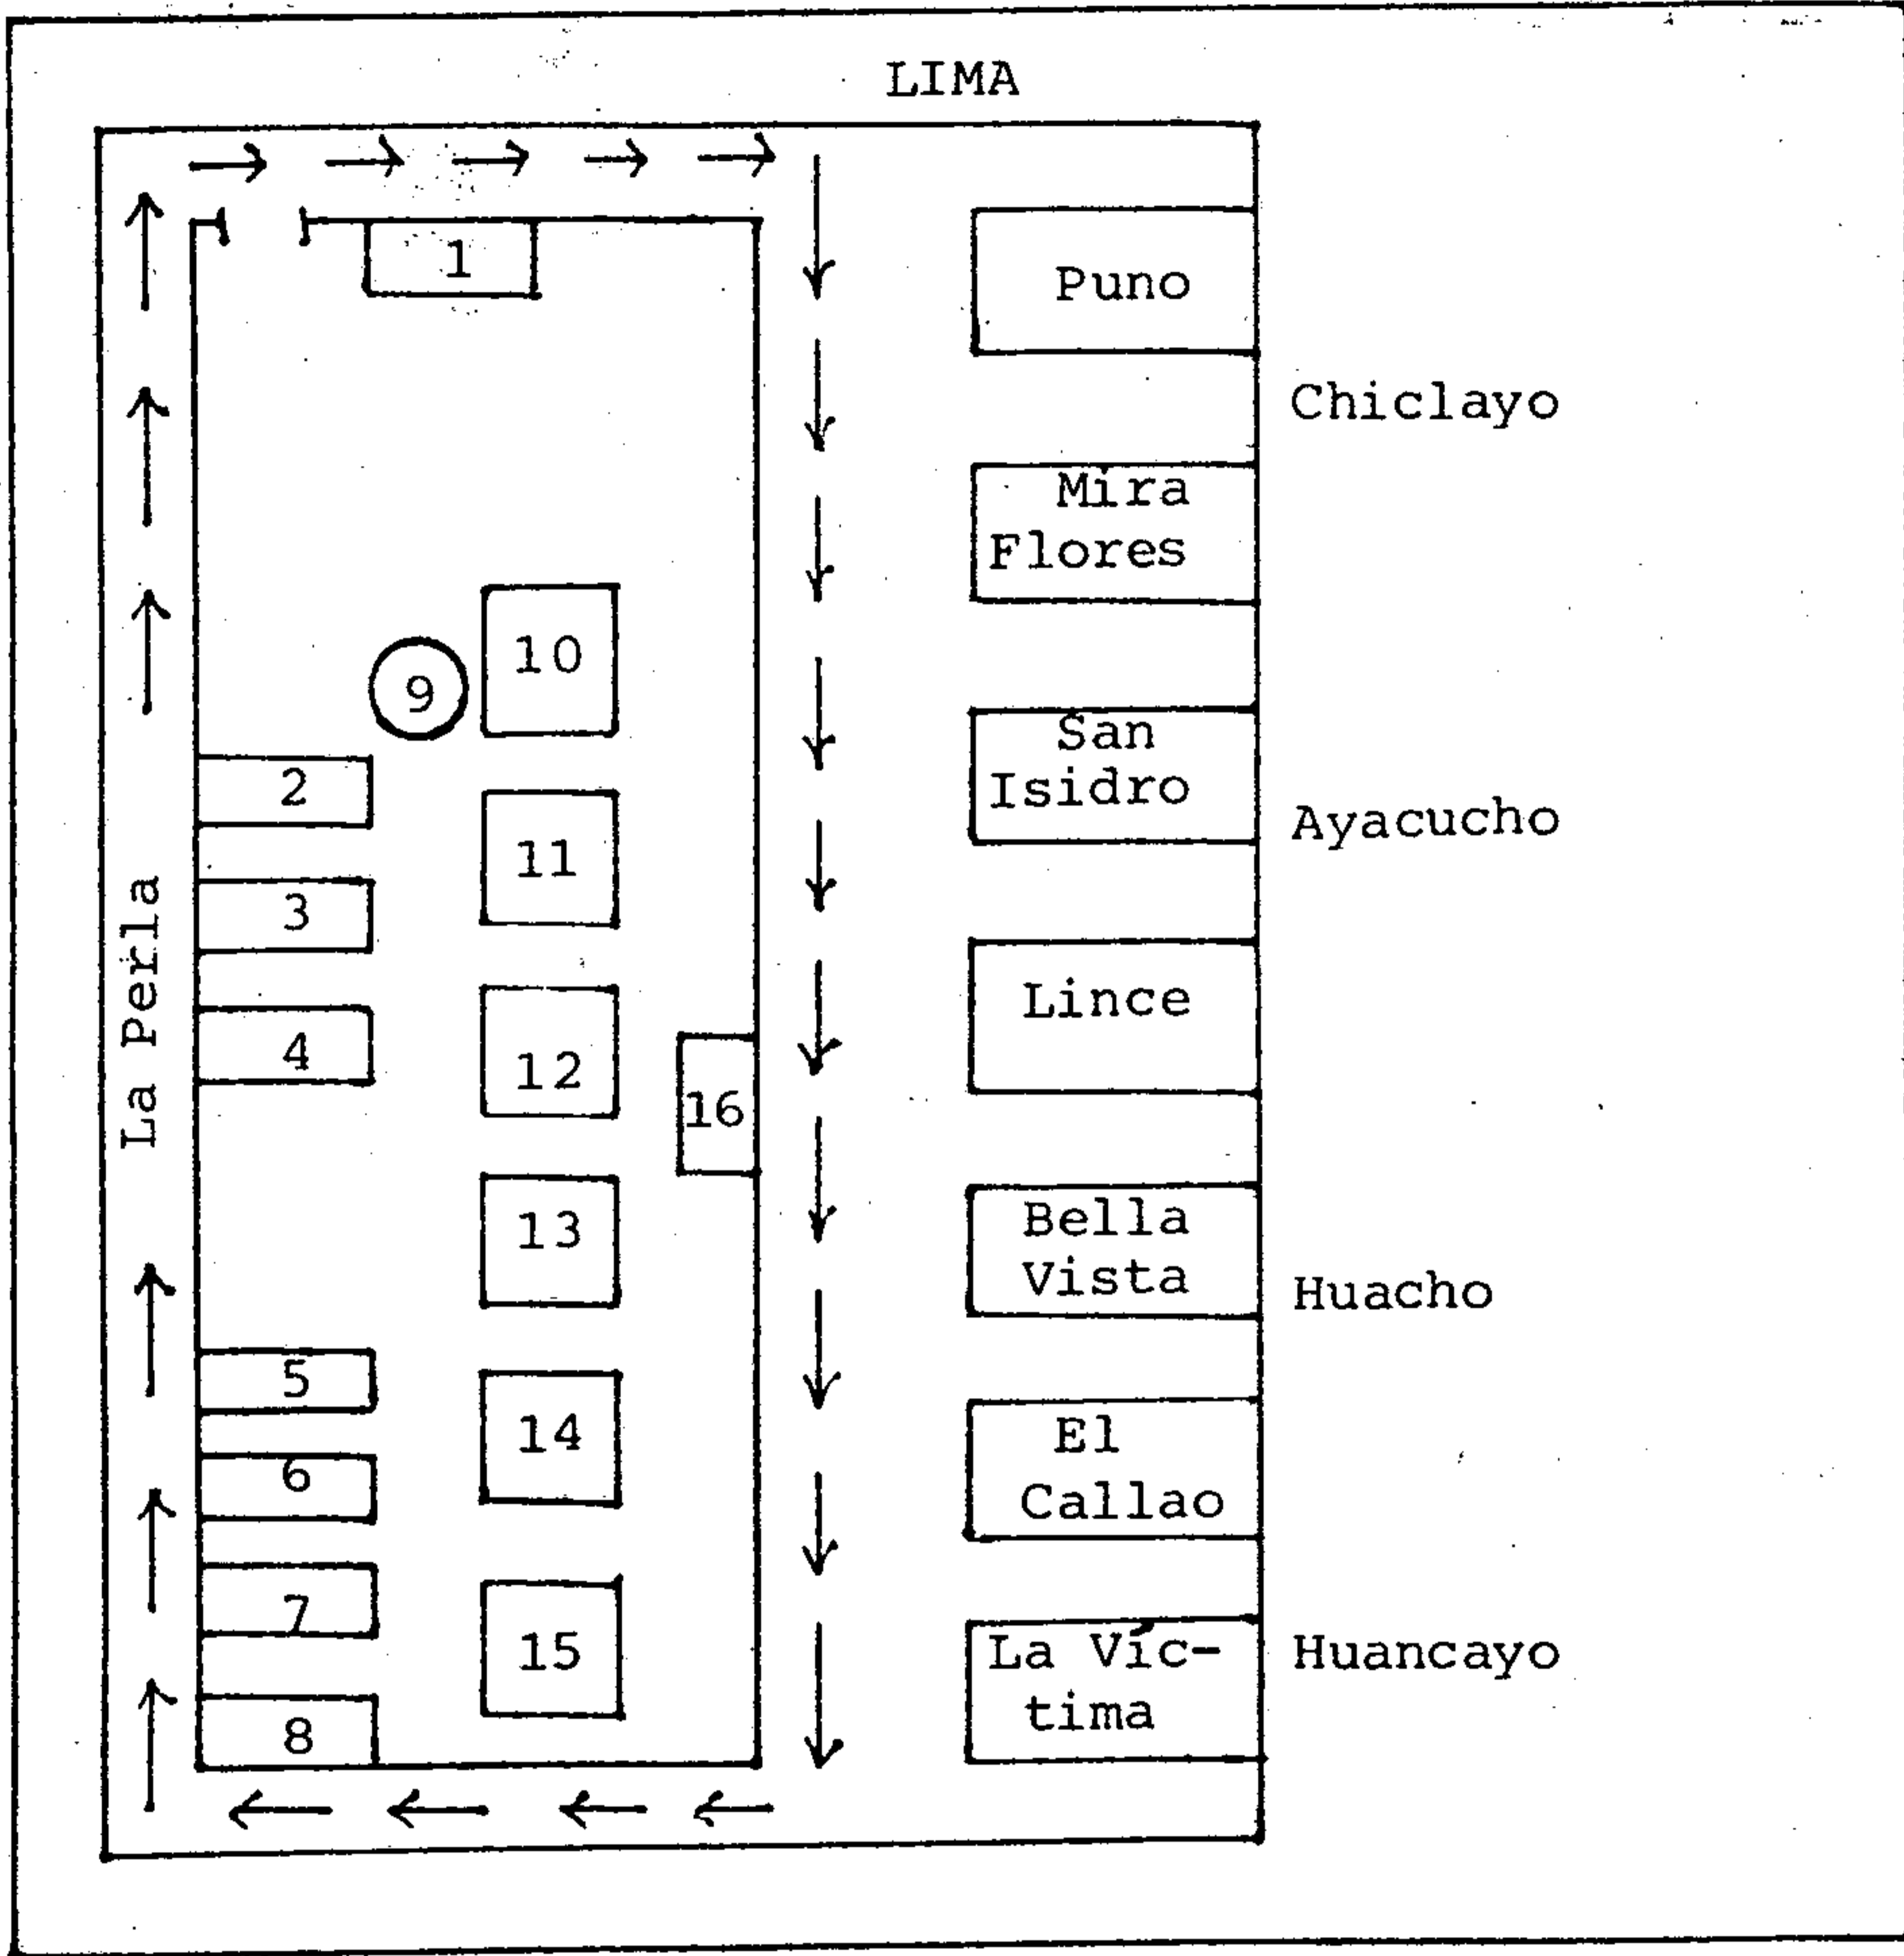 LIMA
1
Puno
Chiclayo
Mira
Flores
9
10
San
Isidro
Ayacucho
2
11
3
La Perla
Lince
4
12
16
13
Bella
Vista
Huacho
5
14
El
Callao
6
7
15
La Vic-
tima
Huancayo
8